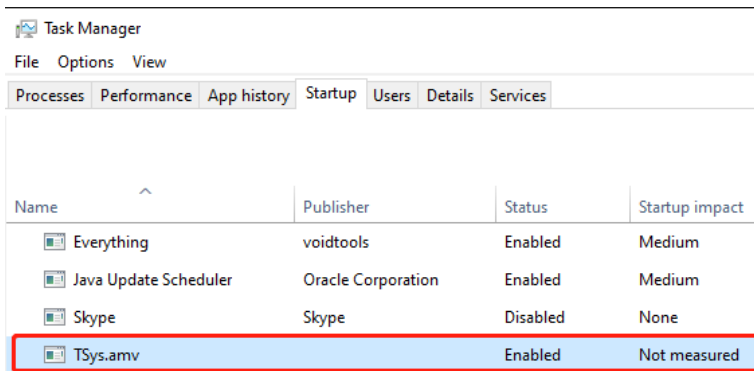 Task Manager
File Options View
Processes Performance App history Startup Users Details Services
Name Publisher Status Startup impact
Everything voidtools Enabled Medium
Java Update Scheduler Oracle Corporation Enabled Medium
Skype Skype Disabled None
TSys.amv Enabled Not measured